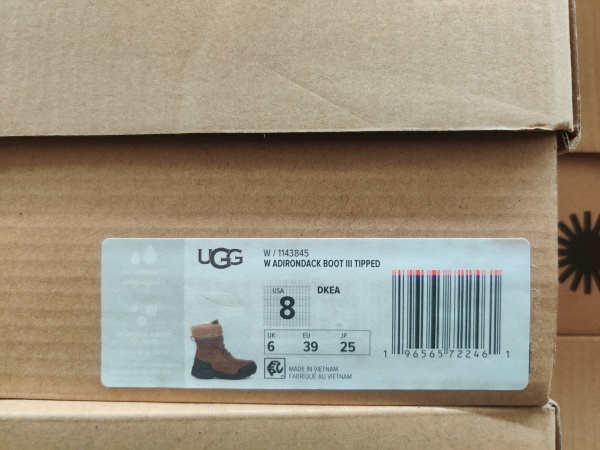 UGG
W / 1143845
W ADIRONDACK BOOT III TIPPED
USA
8
DKEA
UK EU JP
6 39 25
MADE IN VIETNAM
FABRIQUÉ AU VIETNAM
1 96565 72246 1